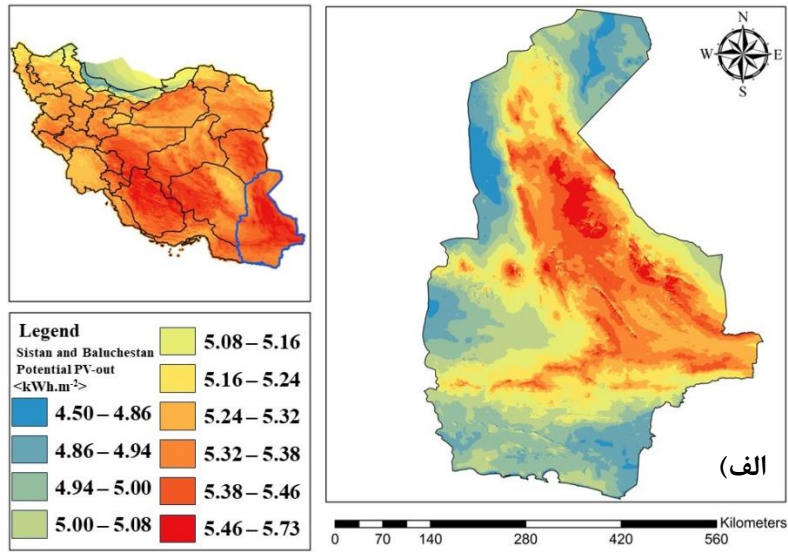 N
W E
S
Legend
Sistan and Baluchestan
Potential PV-out
<kWh.m-2>
4.50 – 4.86
4.86 – 4.94
4.94 – 5.00
5.00 – 5.08
5.08 – 5.16
5.16 – 5.24
5.24 – 5.32
5.32 – 5.38
5.38 – 5.46
5.46 – 5.73
الف)
Kilometers
0 70 140 280 420 560